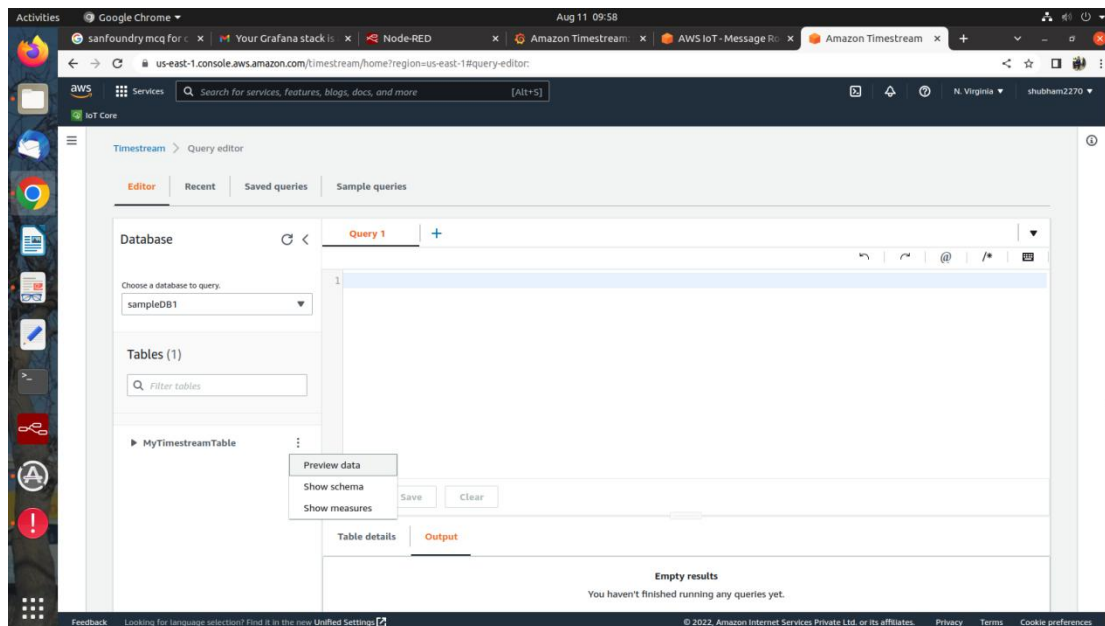 Activities Google Chrome Aug 11 09:58
sanfoundry mcq for c Your Grafana stack is Node-RED Amazon Timestream: AWS IoT - Message Ro Amazon Timestream
us-east-1.console.aws.amazon.com/timestream/home?region=us-east-1#query-editor:
aws Services Search for services, features, blogs, docs, and more [Alt+S] N. Virginia shubham2270
IoT Core
Timestream > Query editor
Editor Recent Saved queries Sample queries
Database Query 1 +
@ /*
1
Choose a database to query.
sampleDB1
Tables (1)
Filter tables
MyTimestreamTable
Preview data
Show schema
Show measures
Save Clear
Table details Output
Empty results
You haven't finished running any queries yet.
Feedback Looking for language selection? Find it in the new Unified Settings © 2022, Amazon Internet Services Private Ltd. or its affiliates. Privacy Terms Cookie preferences